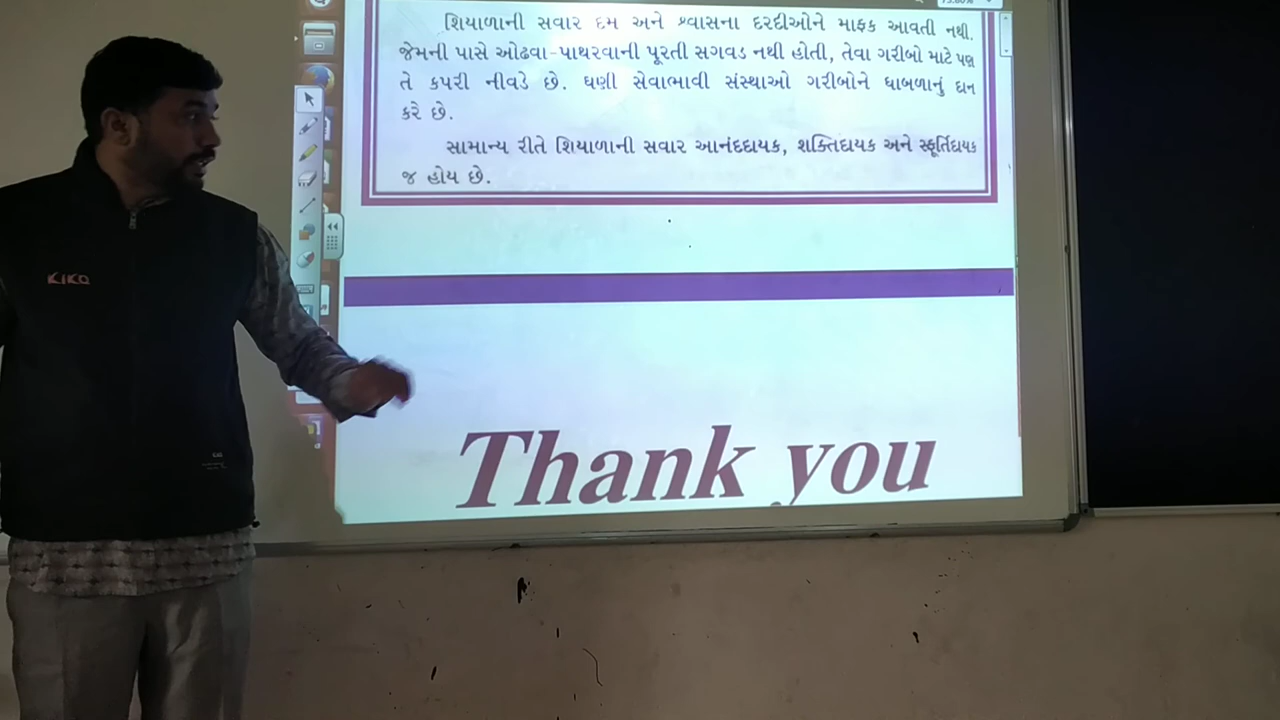 શિયાળાની સવાર દમ અને શ્વાસના દરદીઓને માફક આવતી નથી.
જેમની પાસે ઓઢવા-પાથરવાની પૂરતી સગવડ નથી હોતી, તેવા ગરીબો માટે પણ
તે કપરી નીવડે છે. ઘણી સેવાભાવી સંસ્થાઓ ગરીબોને ધાબળાનું દાન
કરે છે.
સામાન્ય રીતે શિયાળાની સવાર આનંદદાયક, શક્તિદાયક અને સ્ફૂર્તિદાયક
જ હોય છે.
KIKO
Thank you